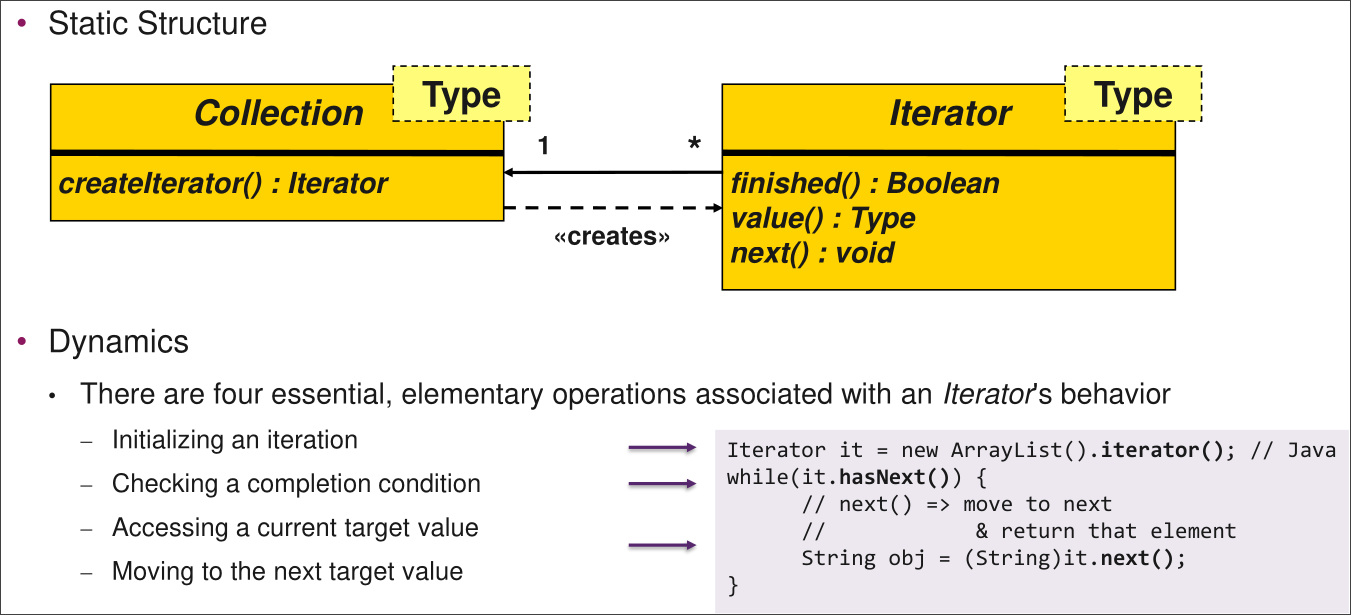 • Static Structure
Type
Collection
createIterator() : Iterator
1
*
«creates»
Type
Iterator
finished() : Boolean
value() : Type
next() : void
• Dynamics
• There are four essential, elementary operations associated with an Iterator's behavior
– Initializing an iteration
– Checking a completion condition
– Accessing a current target value
– Moving to the next target value
Iterator it = new ArrayList().iterator(); // Java
while(it.hasNext()) {
// next() => move to next
// & return that element
String obj = (String)it.next();
}